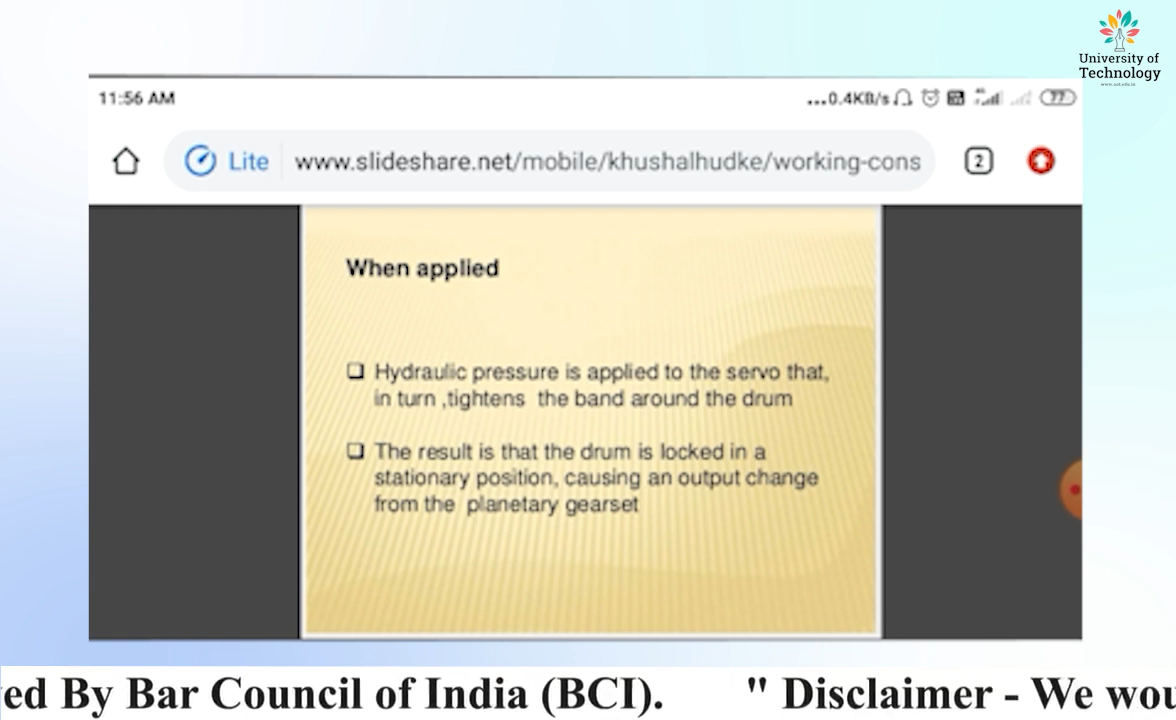 University of
Technology
11:56 AM
...0.4KB/s
77
Lite
www.slideshare.net/mobile/khushalhudke/working-cons
2
When applied
❑ Hydraulic pressure is applied to the servo that,
in turn ,tightens the band around the drum
❑ The result is that the drum is locked in a
stationary position, causing an output change
from the planetary gearset
ed By Bar Council of India (BCI). " Disclaimer - We wou